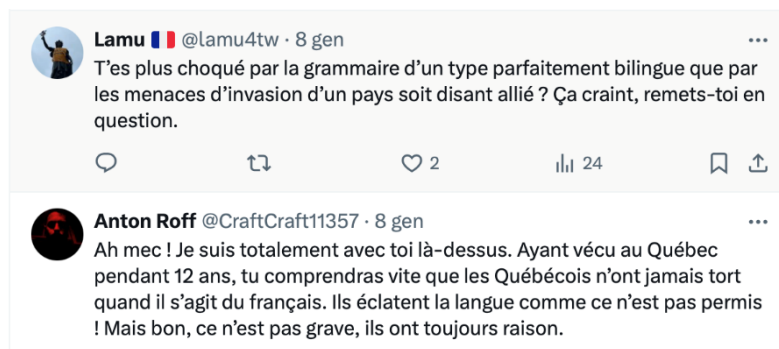 Lamu 🇫🇷 @lamu4tw · 8 gen
T’es plus choqué par la grammaire d’un type parfaitement bilingue que par
les menaces d’invasion d’un pays soit disant allié ? Ça craint, remets-toi en
question.
2 24
Anton Roff @CraftCraft11357 · 8 gen
Ah mec ! Je suis totalement avec toi là-dessus. Ayant vécu au Québec
pendant 12 ans, tu comprendras vite que les Québécois n’ont jamais tort
quand il s’agit du français. Ils éclatent la langue comme ce n’est pas permis
! Mais bon, ce n’est pas grave, ils ont toujours raison.